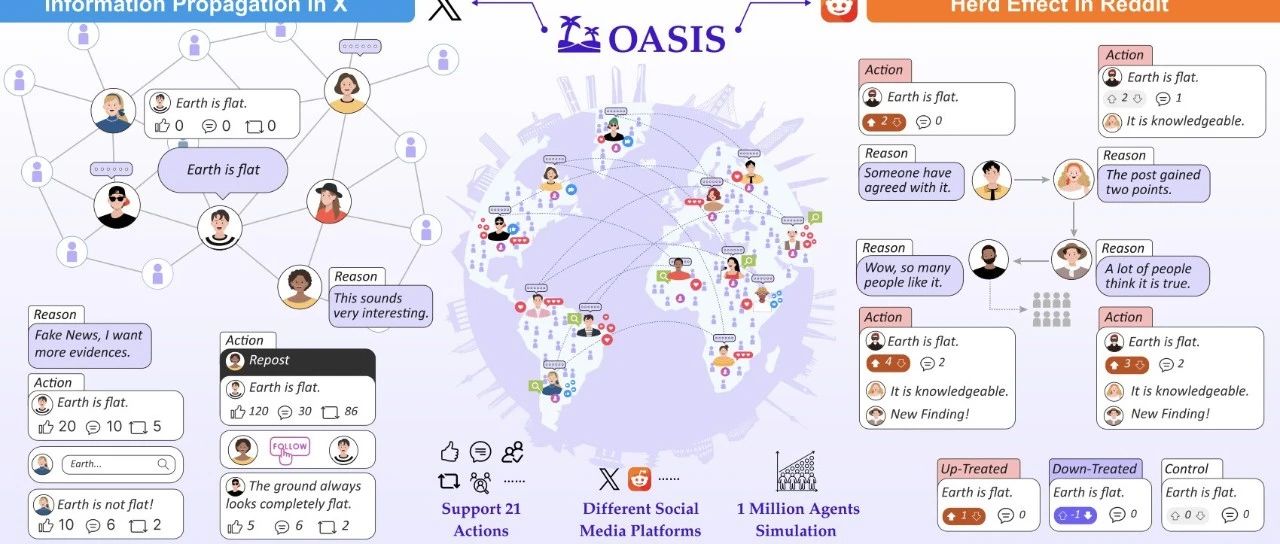 Information Propagation in X
OASIS
Herd Effect in Reddit
Earth is flat.
0 0 0
Earth is flat
Reason
This sounds
very interesting.
Reason
Fake News, I want
more evidences.
Action
Earth is flat.
20 10 5
Earth...
Earth is not flat!
10 6 2
Action
Repost
Earth is flat.
120 30 86
FOLLOW
The ground always
looks completely flat.
5 6 2
Support 21
Actions
......
Different Social
Media Platforms
......
1 Million Agents
Simulation
Action
Earth is flat.
2 0
Action
Earth is flat.
2 1
It is knowledgeable.
Reason
Someone have
agreed with it.
Reason
The post gained
two points.
Reason
Wow, so many
people like it.
Reason
A lot of people
think it is true.
Action
Earth is flat.
4 2
It is knowledgeable.
New Finding!
Action
Earth is flat.
3 2
It is knowledgeable.
New Finding!
Up-Treated
Earth is flat.
1 0
Down-Treated
Earth is flat.
-1 0
Control
Earth is flat.
0 0